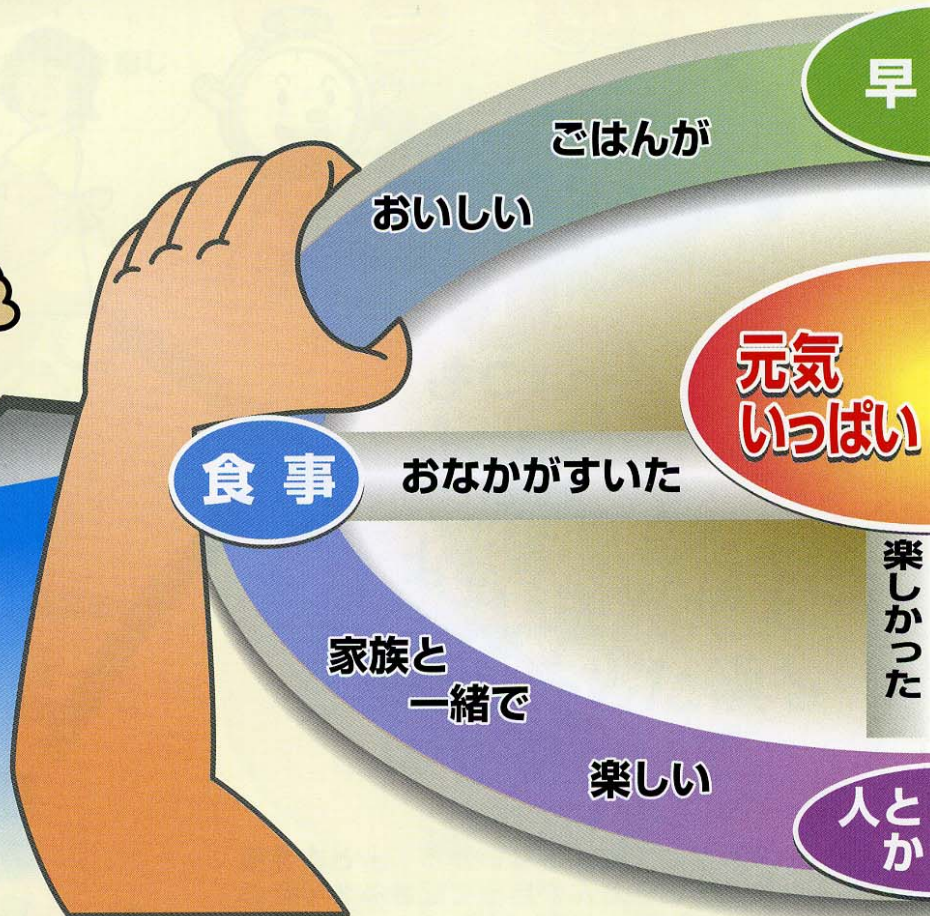 早
ごはんが
おいしい
元気
いっぱい
食事
おなかがすいた
楽しかった
家族と
一緒で
楽しい
人と
か